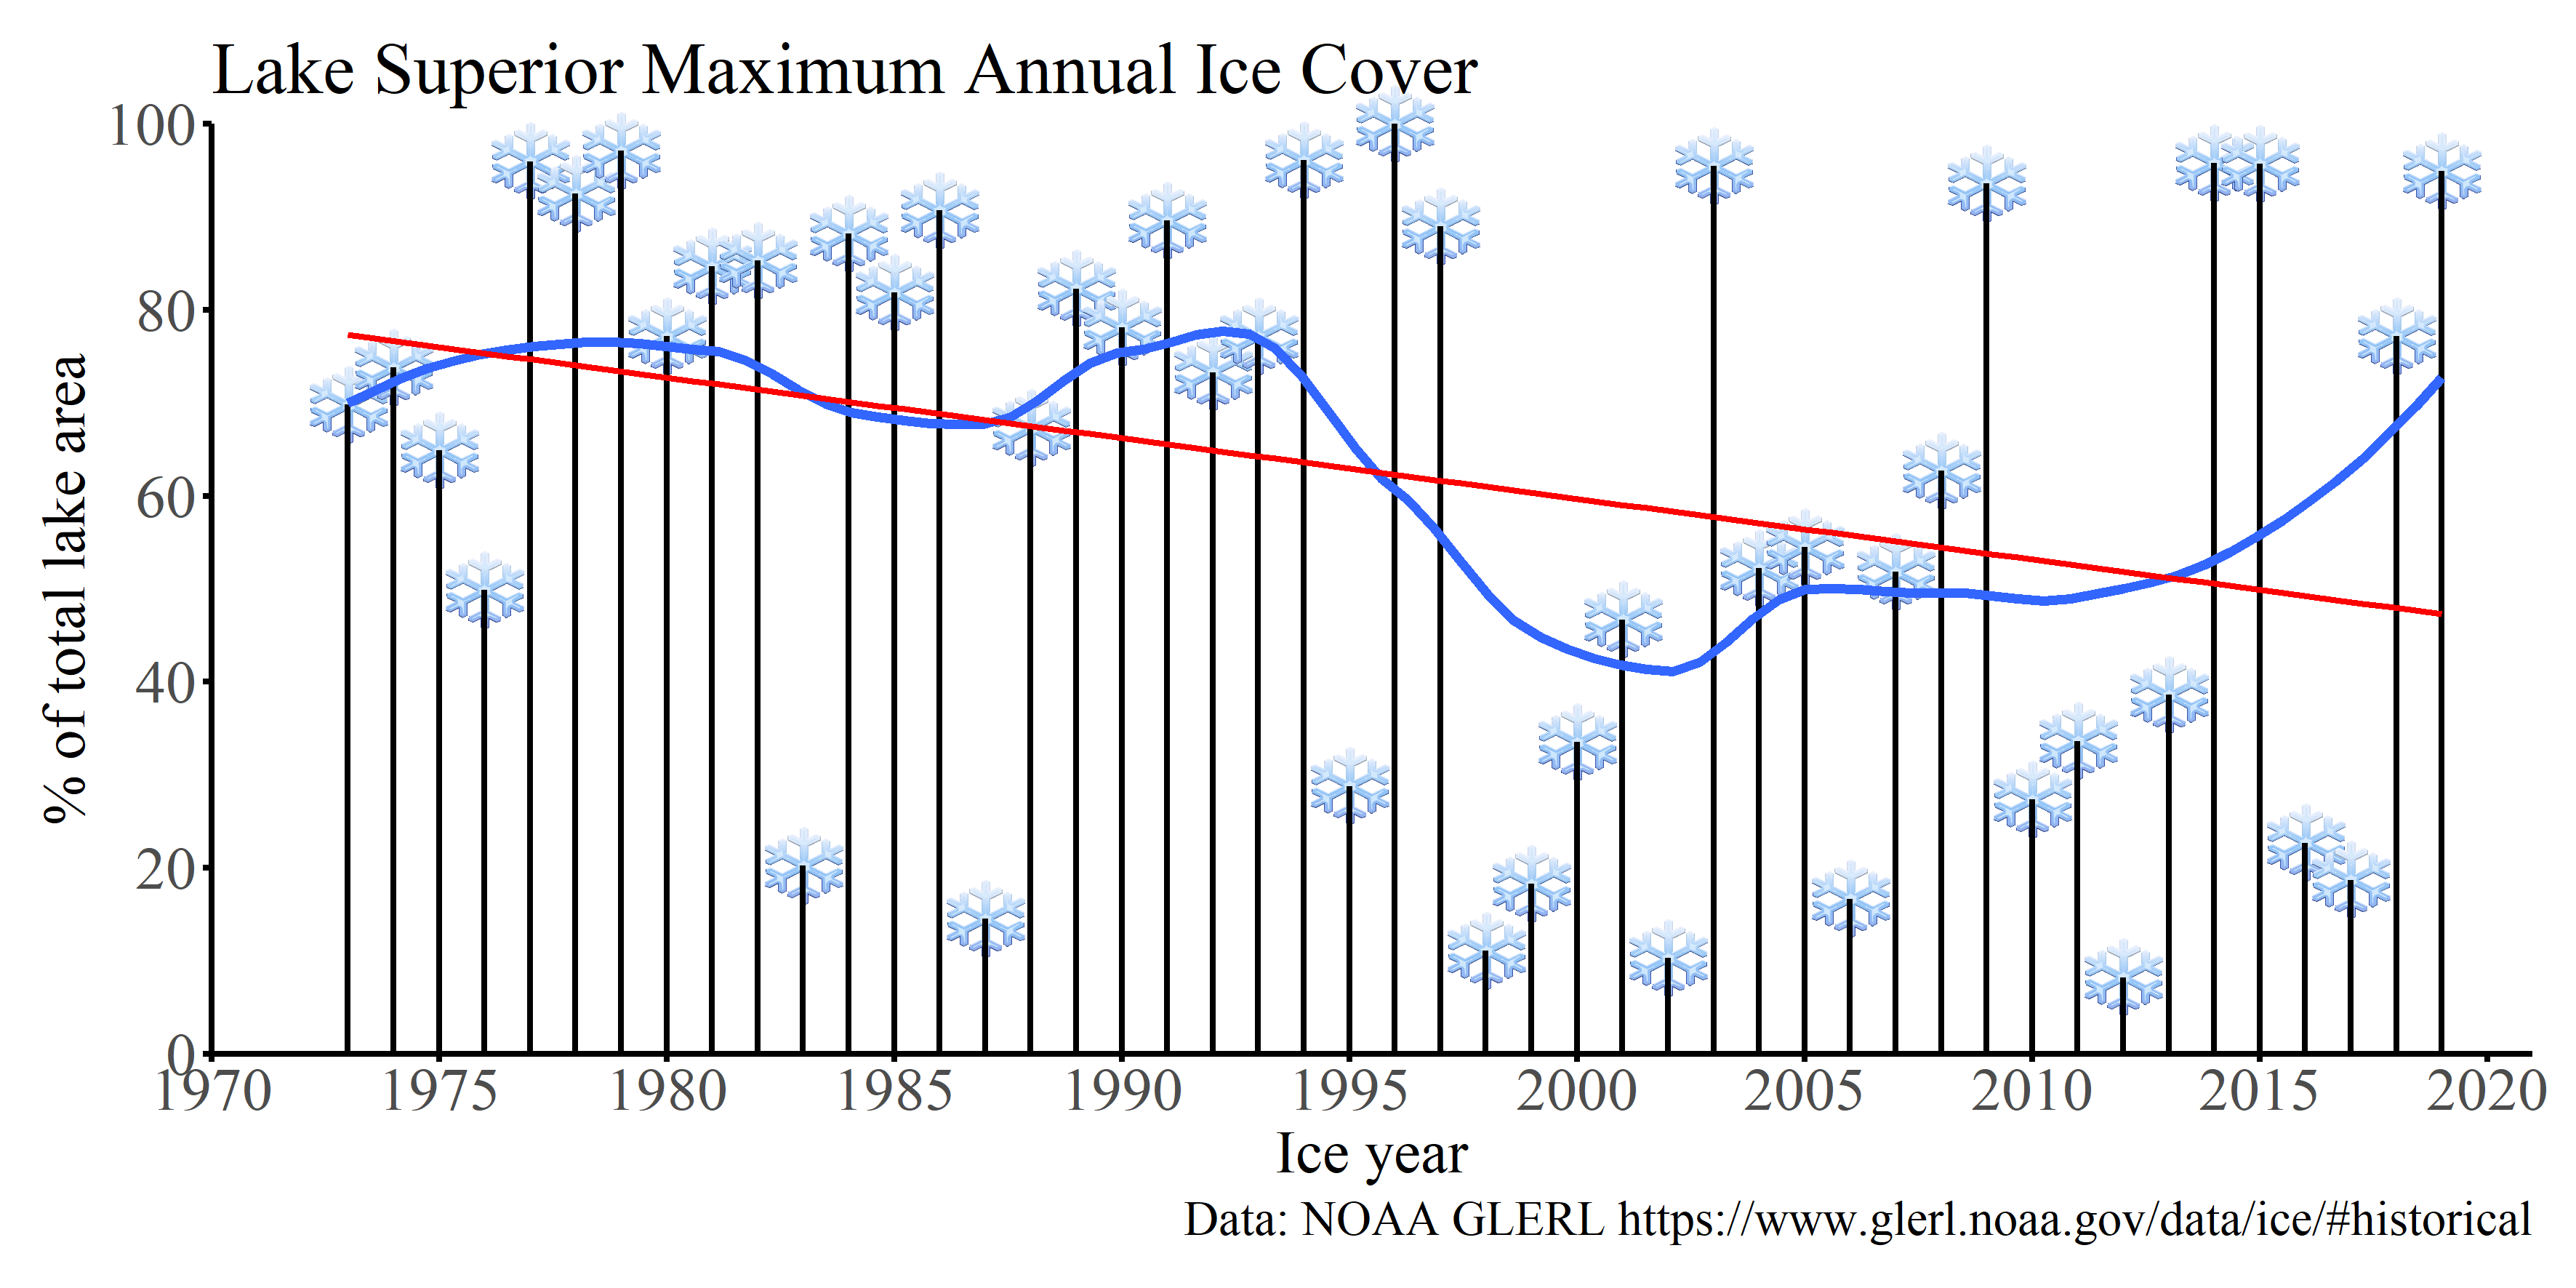 Lake Superior Maximum Annual Ice Cover
100
80
60
40
20
0
% of total lake area
1970 1975 1980 1985 1990 1995 2000 2005 2010 2015 2020
Ice year
Data: NOAA GLERL https://www.glerl.noaa.gov/data/ice/#historical